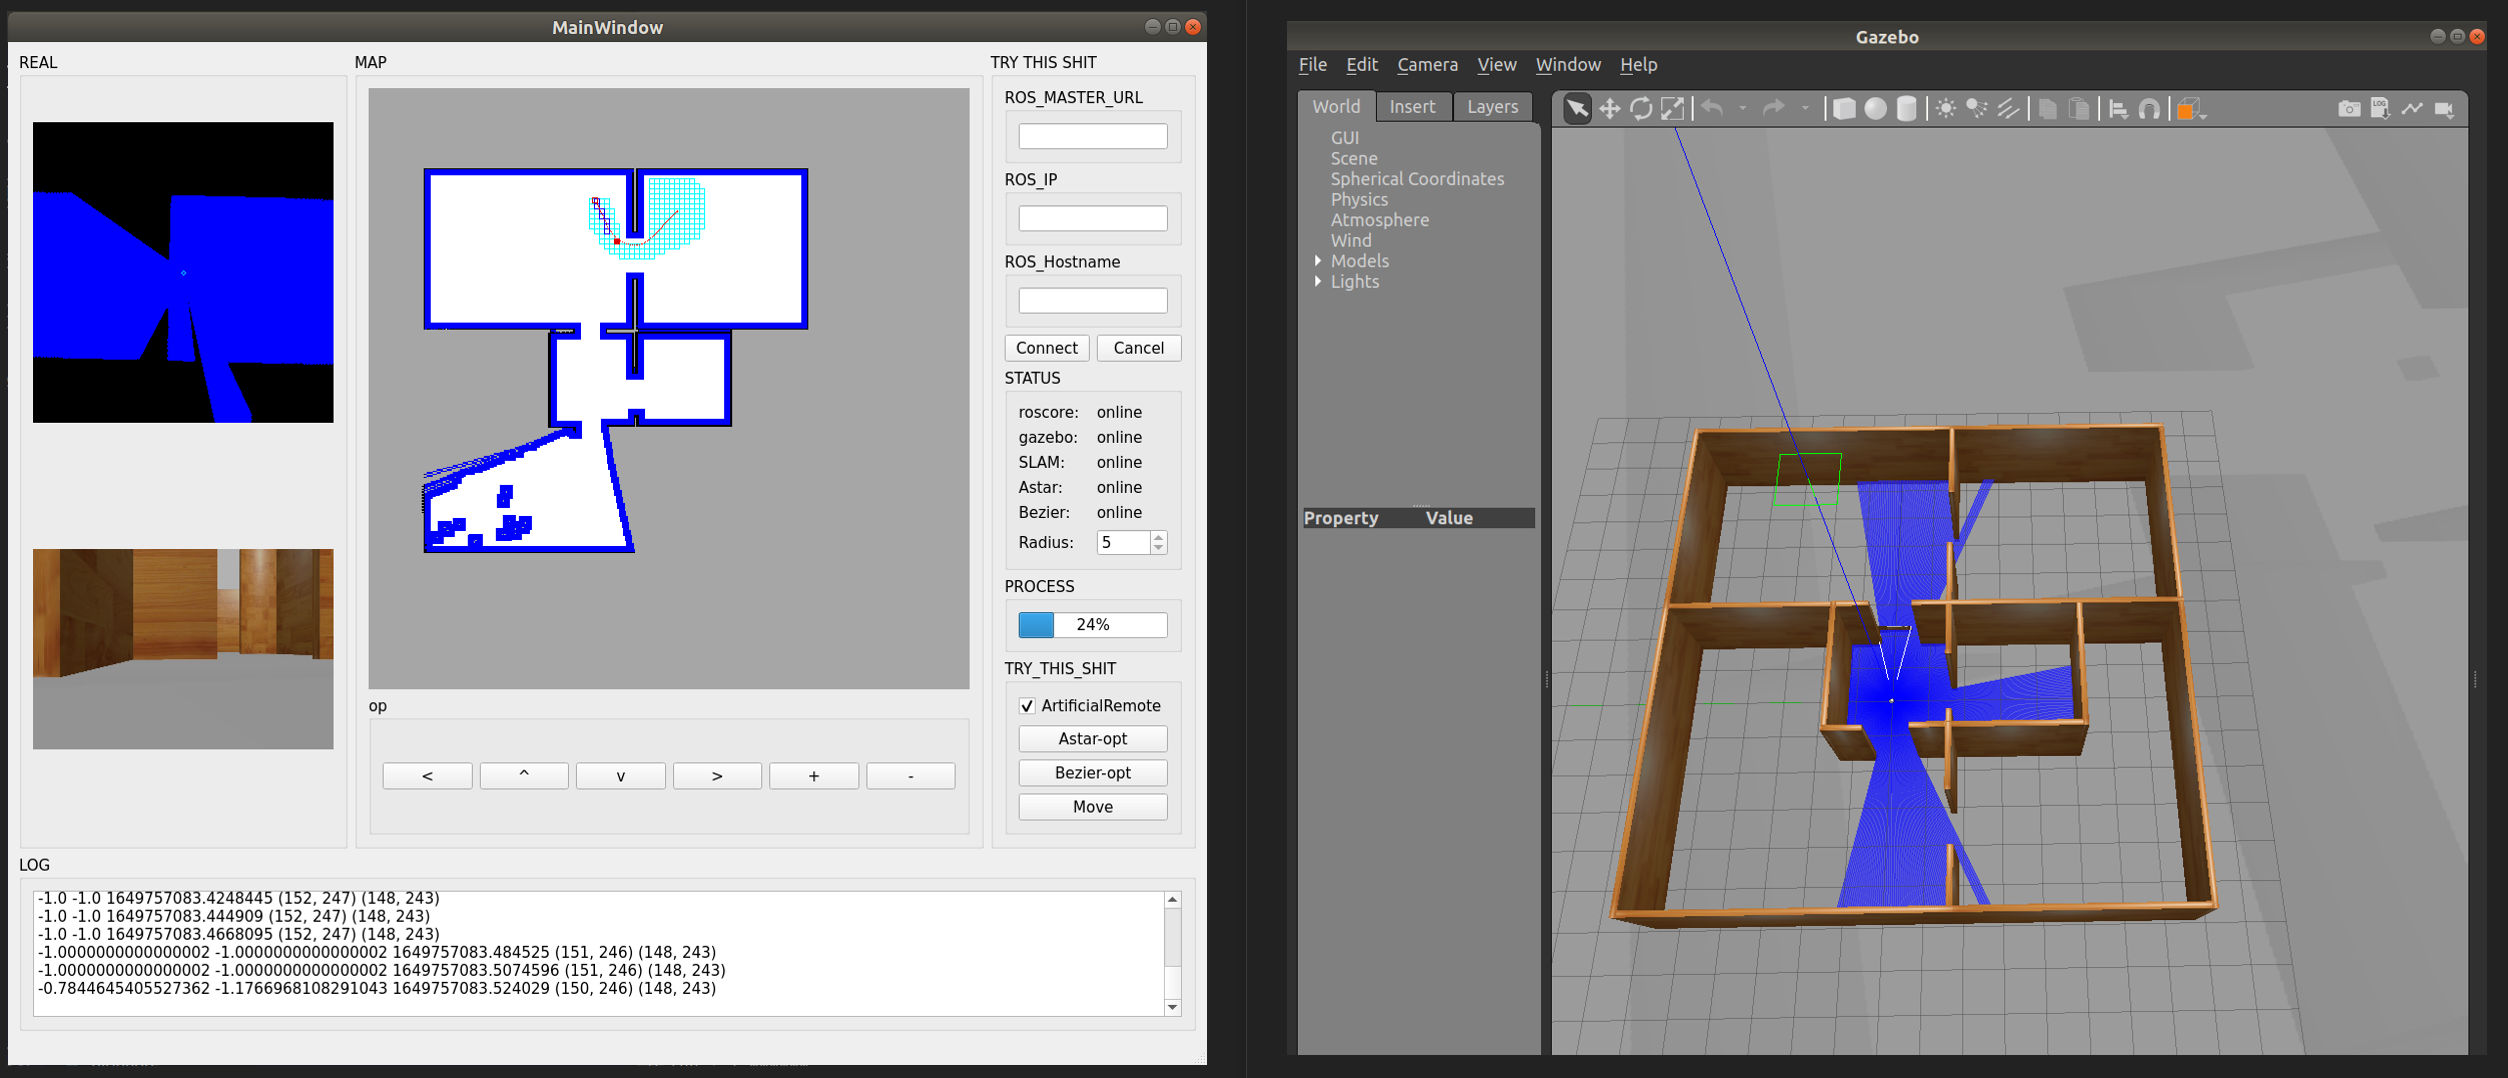 MainWindow
REAL
MAP
TRY THIS SHIT
ROS_MASTER_URL
ROS_IP
ROS_Hostname
Connect
Cancel
STATUS
roscore: online
gazebo: online
SLAM: online
Astar: online
Bezier: online
Radius: 5
PROCESS
24%
TRY_THIS_SHIT
ArtificialRemote
Astar-opt
Bezier-opt
Move
op
< ^ v > + -
LOG
-1.0 -1.0 1649757083.4248445 (152, 247) (148, 243)
-1.0 -1.0 1649757083.444909 (152, 247) (148, 243)
-1.0 -1.0 1649757083.4668095 (152, 247) (148, 243)
-1.0000000000000002 -1.0000000000000002 1649757083.484525 (151, 246) (148, 243)
-1.0000000000000002 -1.0000000000000002 1649757083.5074596 (151, 246) (148, 243)
-0.7844645405527362 -1.1766968108291043 1649757083.524029 (150, 246) (148, 243)
Gazebo
File Edit Camera View Window Help
World Insert Layers
LOG
GUI
Scene
Spherical Coordinates
Physics
Atmosphere
Wind
Models
Lights
Property Value